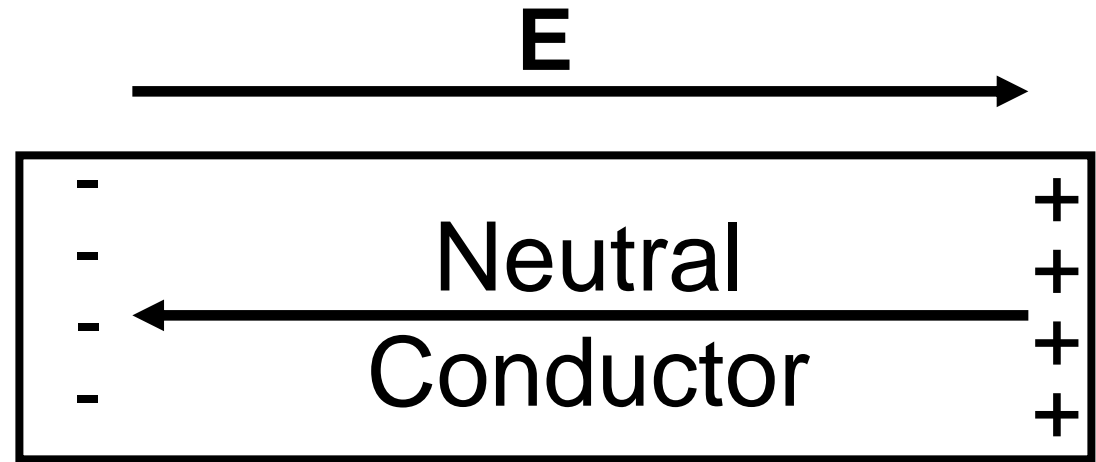 E
- +
- Neutral +
- Conductor +
- +